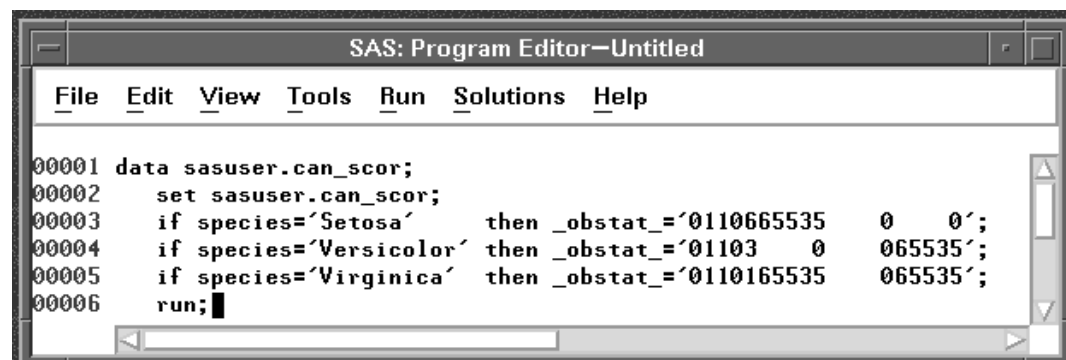 SAS: Program Editor—Untitled
File Edit View Tools Run Solutions Help
00001 data sasuser.can_scor;
00002    set sasuser.can_scor;
00003    if species='Setosa'     then _obstat_='0110665535    0    0';
00004    if species='Versicolor' then _obstat_='01103    0    065535';
00005    if species='Virginica'  then _obstat_='0110165535    065535';
00006    run;